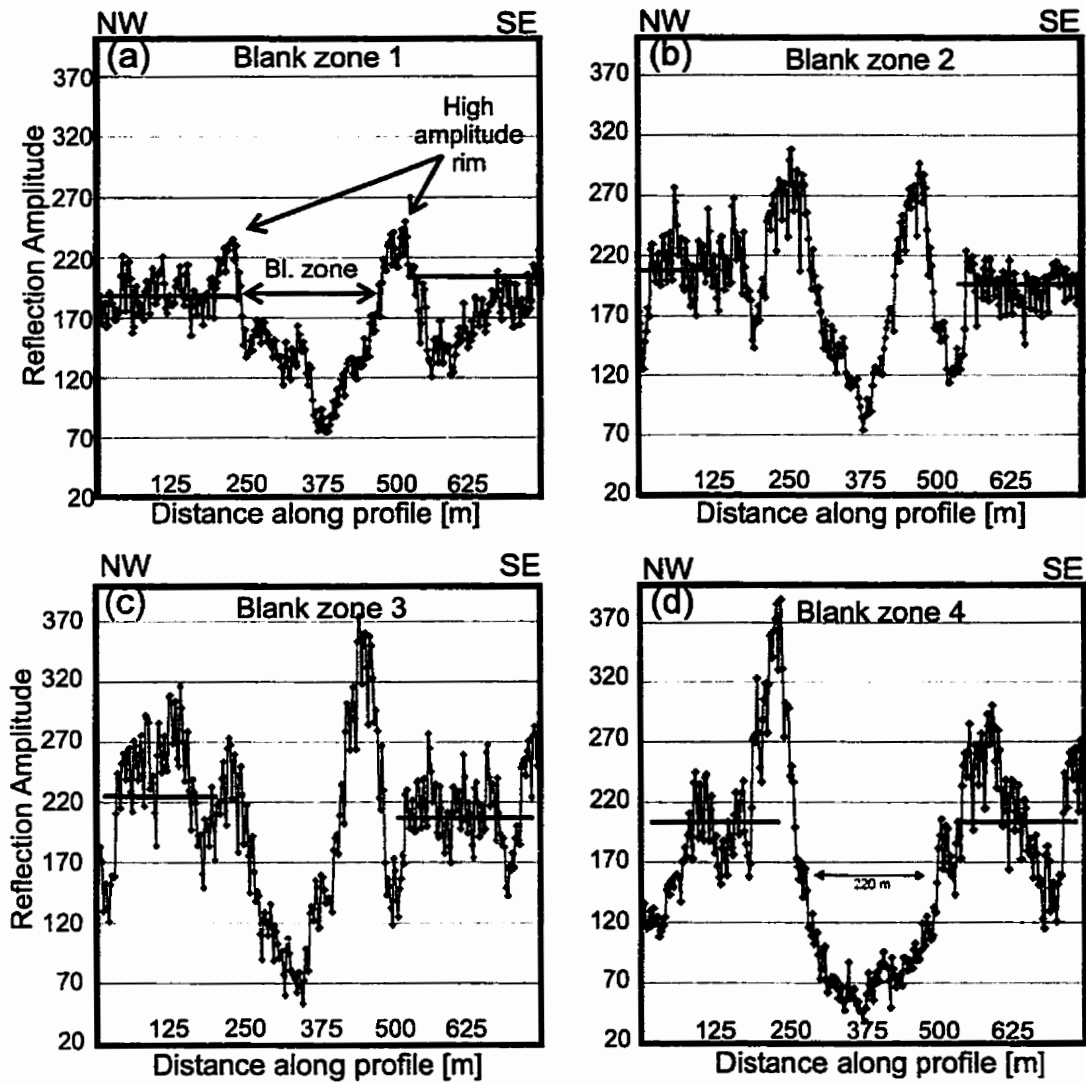 NW SE
(a) Blank zone 1
370
High
amplitude
rim
320
270
220
Bl. zone
170
120
70
20
125 250 375 500 625
Reflection Amplitude
Distance along profile [m]
NW SE
(b) Blank zone 2
370
320
270
220
170
120
70
20
125 250 375 500 625
Distance along profile [m]
NW SE
(c) Blank zone 3
370
320
270
220
170
120
70
20
125 250 375 500 625
Reflection Amplitude
Distance along profile [m]
NW SE
(d) Blank zone 4
370
320
270
220
170
220 m
120
70
20
125 250 375 500 625
Distance along profile [m]